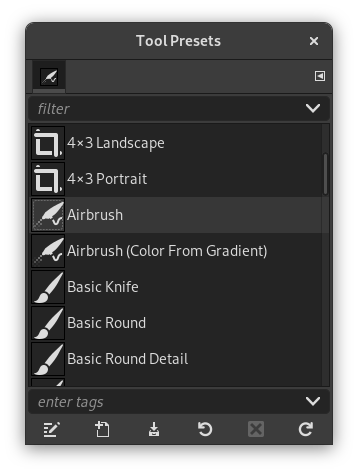 Tool Presets
filter
4×3 Landscape
4×3 Portrait
Airbrush
Airbrush (Color From Gradient)
Basic Knife
Basic Round
Basic Round Detail
enter tags